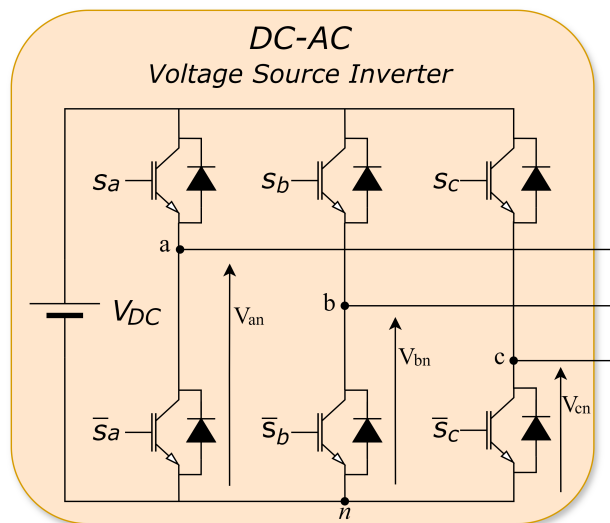 DC-AC
Voltage Source Inverter
sa
sb
sc
a
VDC
Van
b
Vbn
c
Vcn
s̅a
s̅b
s̅c
n